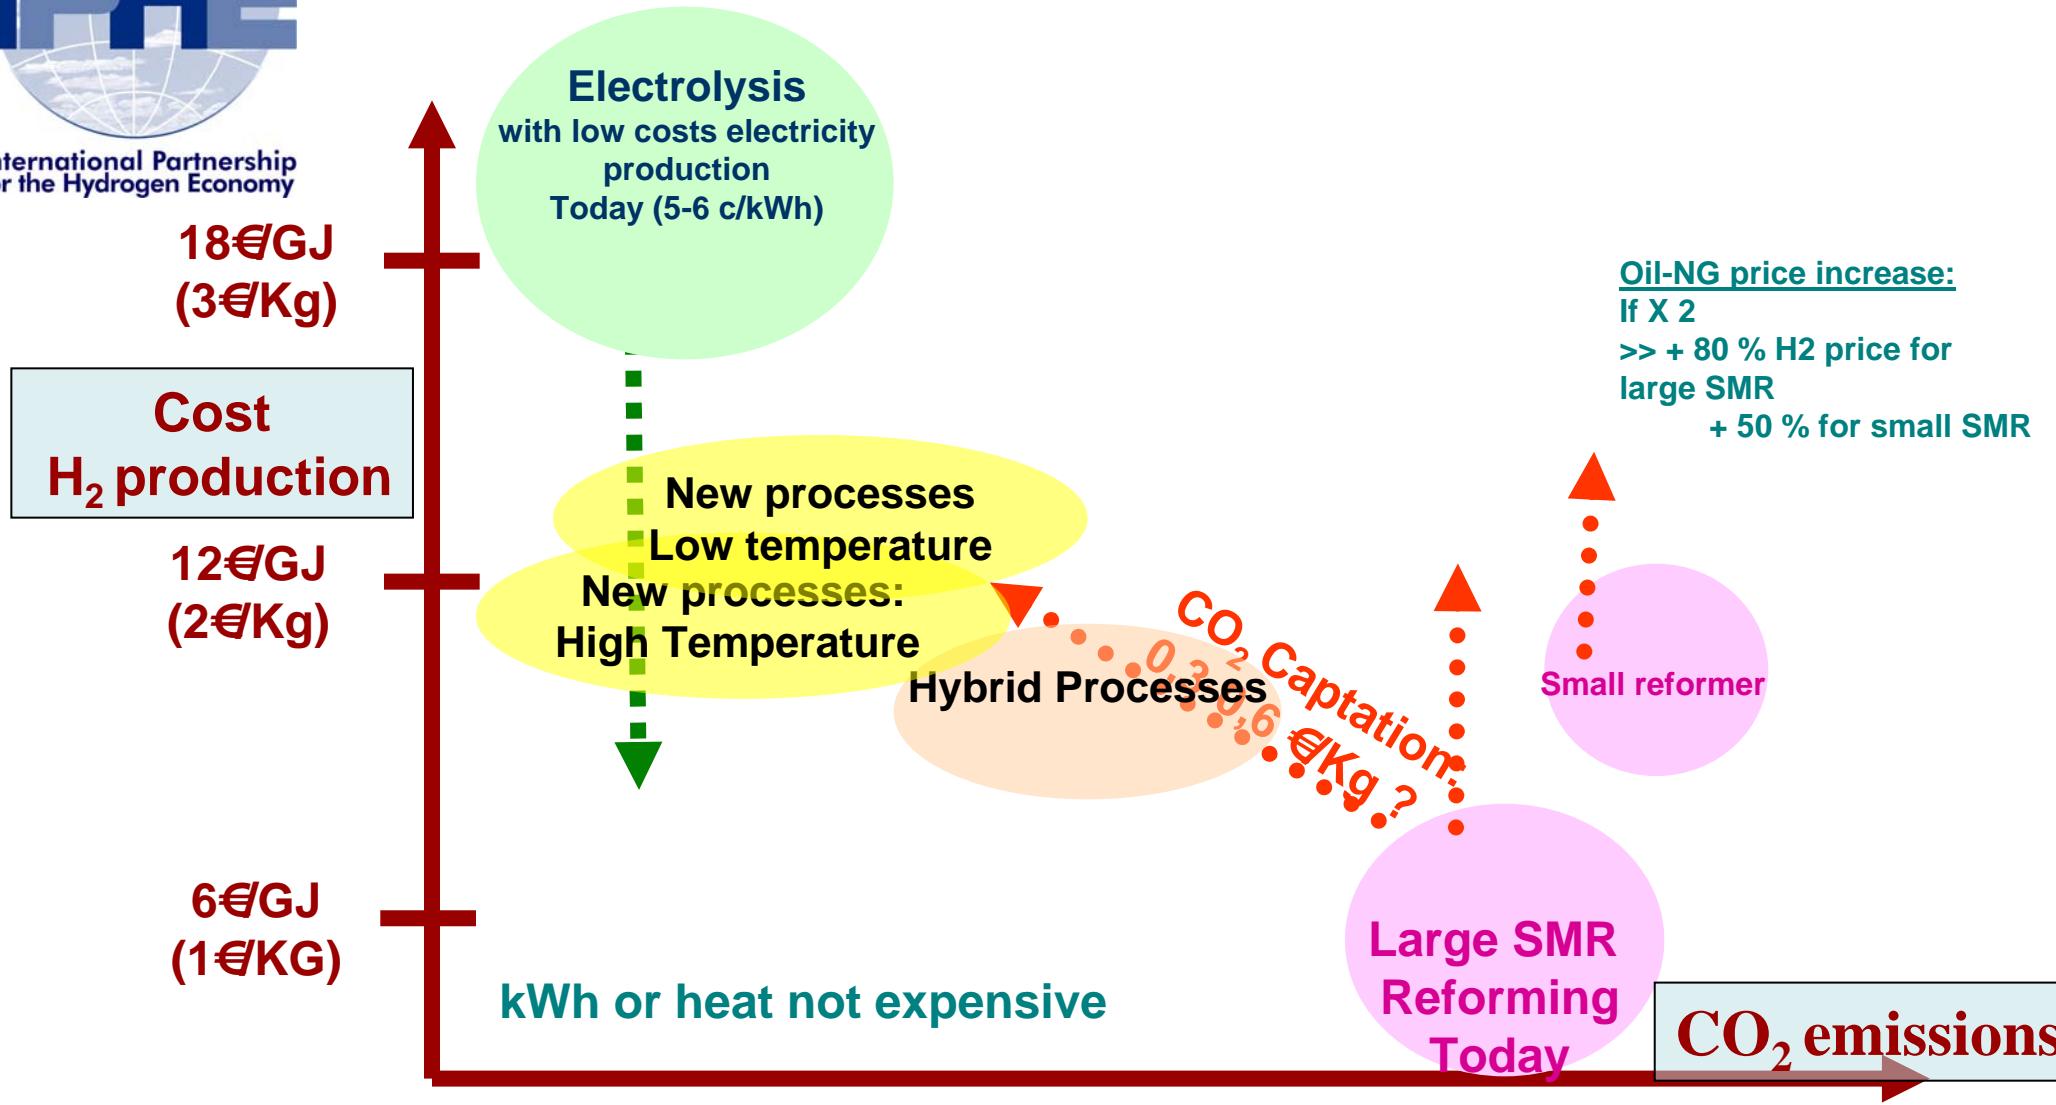 nternational Partnership
r the Hydrogen Economy
Electrolysis
with low costs electricity
production
Today (5-6 c/kWh)
18€/GJ
(3€/Kg)
Oil-NG price increase:
If X 2
>> + 80 % H2 price for
large SMR
+ 50 % for small SMR
Cost
H₂ production
New processes
Low temperature
12€/GJ
(2€/Kg)
New processes:
High Temperature
Hybrid Processes
CO₂ Captation:
0,3 0,6 €/Kg ?
Small reformer
6€/GJ
(1€/KG)
kWh or heat not expensive
Large SMR
Reforming
Today
CO₂ emissions